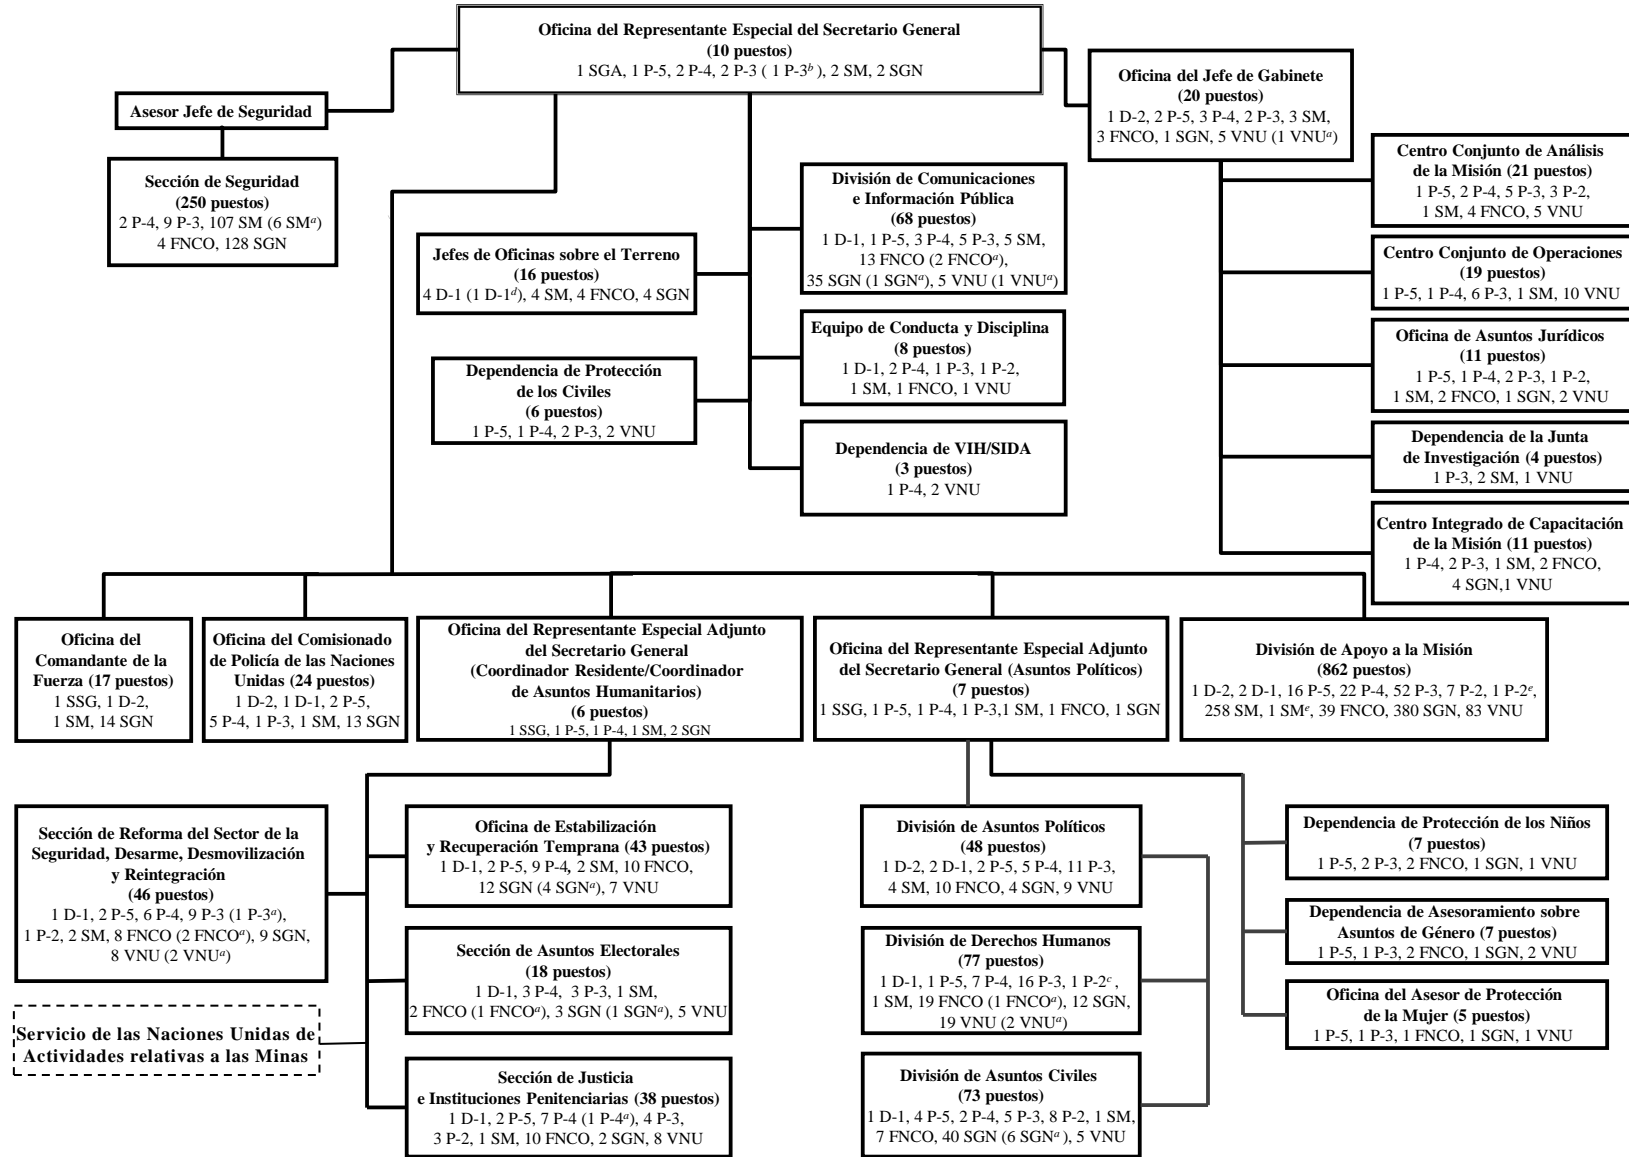 Oficina del Representante Especial del Secretario General
(10 puestos)
1 SGA, 1 P-5, 2 P-4, 2 P-3 ( 1 P-3b ), 2 SM, 2 SGN
Oficina del Jefe de Gabinete
(20 puestos)
1 D-2, 2 P-5, 3 P-4, 2 P-3, 3 SM,
3 FNCO, 1 SGN, 5 VNU (1 VNUa)
Asesor Jefe de Seguridad
Sección de Seguridad
(250 puestos)
2 P-4, 9 P-3, 107 SM (6 SMa)
4 FNCO, 128 SGN
Jefes de Oficinas sobre el Terreno
(16 puestos)
4 D-1 (1 D-1d), 4 SM, 4 FNCO, 4 SGN
Dependencia de Protección
de los Civiles
(6 puestos)
1 P-5, 1 P-4, 2 P-3, 2 VNU
División de Comunicaciones
e Información Pública
(68 puestos)
1 D-1, 1 P-5, 3 P-4, 5 P-3, 5 SM,
13 FNCO (2 FNCOa),
35 SGN (1 SGNa), 5 VNU (1 VNUa)
Equipo de Conducta y Disciplina
(8 puestos)
1 D-1, 2 P-4, 1 P-3, 1 P-2,
1 SM, 1 FNCO, 1 VNU
Dependencia de VIH/SIDA
(3 puestos)
1 P-4, 2 VNU
Centro Conjunto de Análisis
de la Misión (21 puestos)
1 P-5, 2 P-4, 5 P-3, 3 P-2,
1 SM, 4 FNCO, 5 VNU
Centro Conjunto de Operaciones
(19 puestos)
1 P-5, 1 P-4, 6 P-3, 1 SM, 10 VNU
Oficina de Asuntos Jurídicos
(11 puestos)
1 P-5, 1 P-4, 2 P-3, 1 P-2,
1 SM, 2 FNCO, 1 SGN, 2 VNU
Dependencia de la Junta
de Investigación (4 puestos)
1 P-3, 2 SM, 1 VNU
Centro Integrado de Capacitación
de la Misión (11 puestos)
1 P-4, 2 P-3, 1 SM, 2 FNCO,
4 SGN,1 VNU
Oficina del
Comandante de la
Fuerza (17 puestos)
1 SSG, 1 D-2,
1 SM, 14 SGN
Oficina del Comisionado
de Policía de las Naciones
Unidas (24 puestos)
1 D-2, 1 D-1, 2 P-5,
5 P-4, 1 P-3, 1 SM, 13 SGN
Oficina del Representante Especial Adjunto
del Secretario General
(Coordinador Residente/Coordinador
de Asuntos Humanitarios)
(6 puestos)
1 SSG, 1 P-5, 1 P-4, 1 SM, 2 SGN
Oficina del Representante Especial Adjunto
del Secretario General (Asuntos Políticos)
(7 puestos)
1 SSG, 1 P-5, 1 P-4, 1 P-3,1 SM, 1 FNCO, 1 SGN
División de Apoyo a la Misión
(862 puestos)
1 D-2, 2 D-1, 16 P-5, 22 P-4, 52 P-3, 7 P-2, 1 P-2e,
258 SM, 1 SMe, 39 FNCO, 380 SGN, 83 VNU
Sección de Reforma del Sector de la
Seguridad, Desarme, Desmovilización
y Reintegración
(46 puestos)
1 D-1, 2 P-5, 6 P-4, 9 P-3 (1 P-3a),
1 P-2, 2 SM, 8 FNCO (2 FNCOa), 9 SGN,
8 VNU (2 VNUa)
Servicio de las Naciones Unidas de
Actividades relativas a las Minas
Oficina de Estabilización
y Recuperación Temprana (43 puestos)
1 D-1, 2 P-5, 9 P-4, 2 SM, 10 FNCO,
12 SGN (4 SGNa), 7 VNU
Sección de Asuntos Electorales
(18 puestos)
1 D-1, 3 P-4, 3 P-3, 1 SM,
2 FNCO (1 FNCOa), 3 SGN (1 SGNa), 5 VNU
Sección de Justicia
e Instituciones Penitenciarias (38 puestos)
1 D-1, 2 P-5, 7 P-4 (1 P-4a), 4 P-3,
3 P-2, 1 SM, 10 FNCO, 2 SGN, 8 VNU
División de Asuntos Políticos
(48 puestos)
1 D-2, 2 D-1, 2 P-5, 5 P-4, 11 P-3,
4 SM, 10 FNCO, 4 SGN, 9 VNU
División de Derechos Humanos
(77 puestos)
1 D-1, 1 P-5, 7 P-4, 16 P-3, 1 P-2c,
1 SM, 19 FNCO (1 FNCOa), 12 SGN,
19 VNU (2 VNUa)
División de Asuntos Civiles
(73 puestos)
1 D-1, 4 P-5, 2 P-4, 5 P-3, 8 P-2, 1 SM,
7 FNCO, 40 SGN (6 SGNa ), 5 VNU
Dependencia de Protección de los Niños
(7 puestos)
1 P-5, 2 P-3, 2 FNCO, 1 SGN, 1 VNU
Dependencia de Asesoramiento sobre
Asuntos de Género (7 puestos)
1 P-5, 1 P-3, 2 FNCO, 1 SGN, 2 VNU
Oficina del Asesor de Protección
de la Mujer (5 puestos)
1 P-5, 1 P-3, 1 FNCO, 1 SGN, 1 VNU